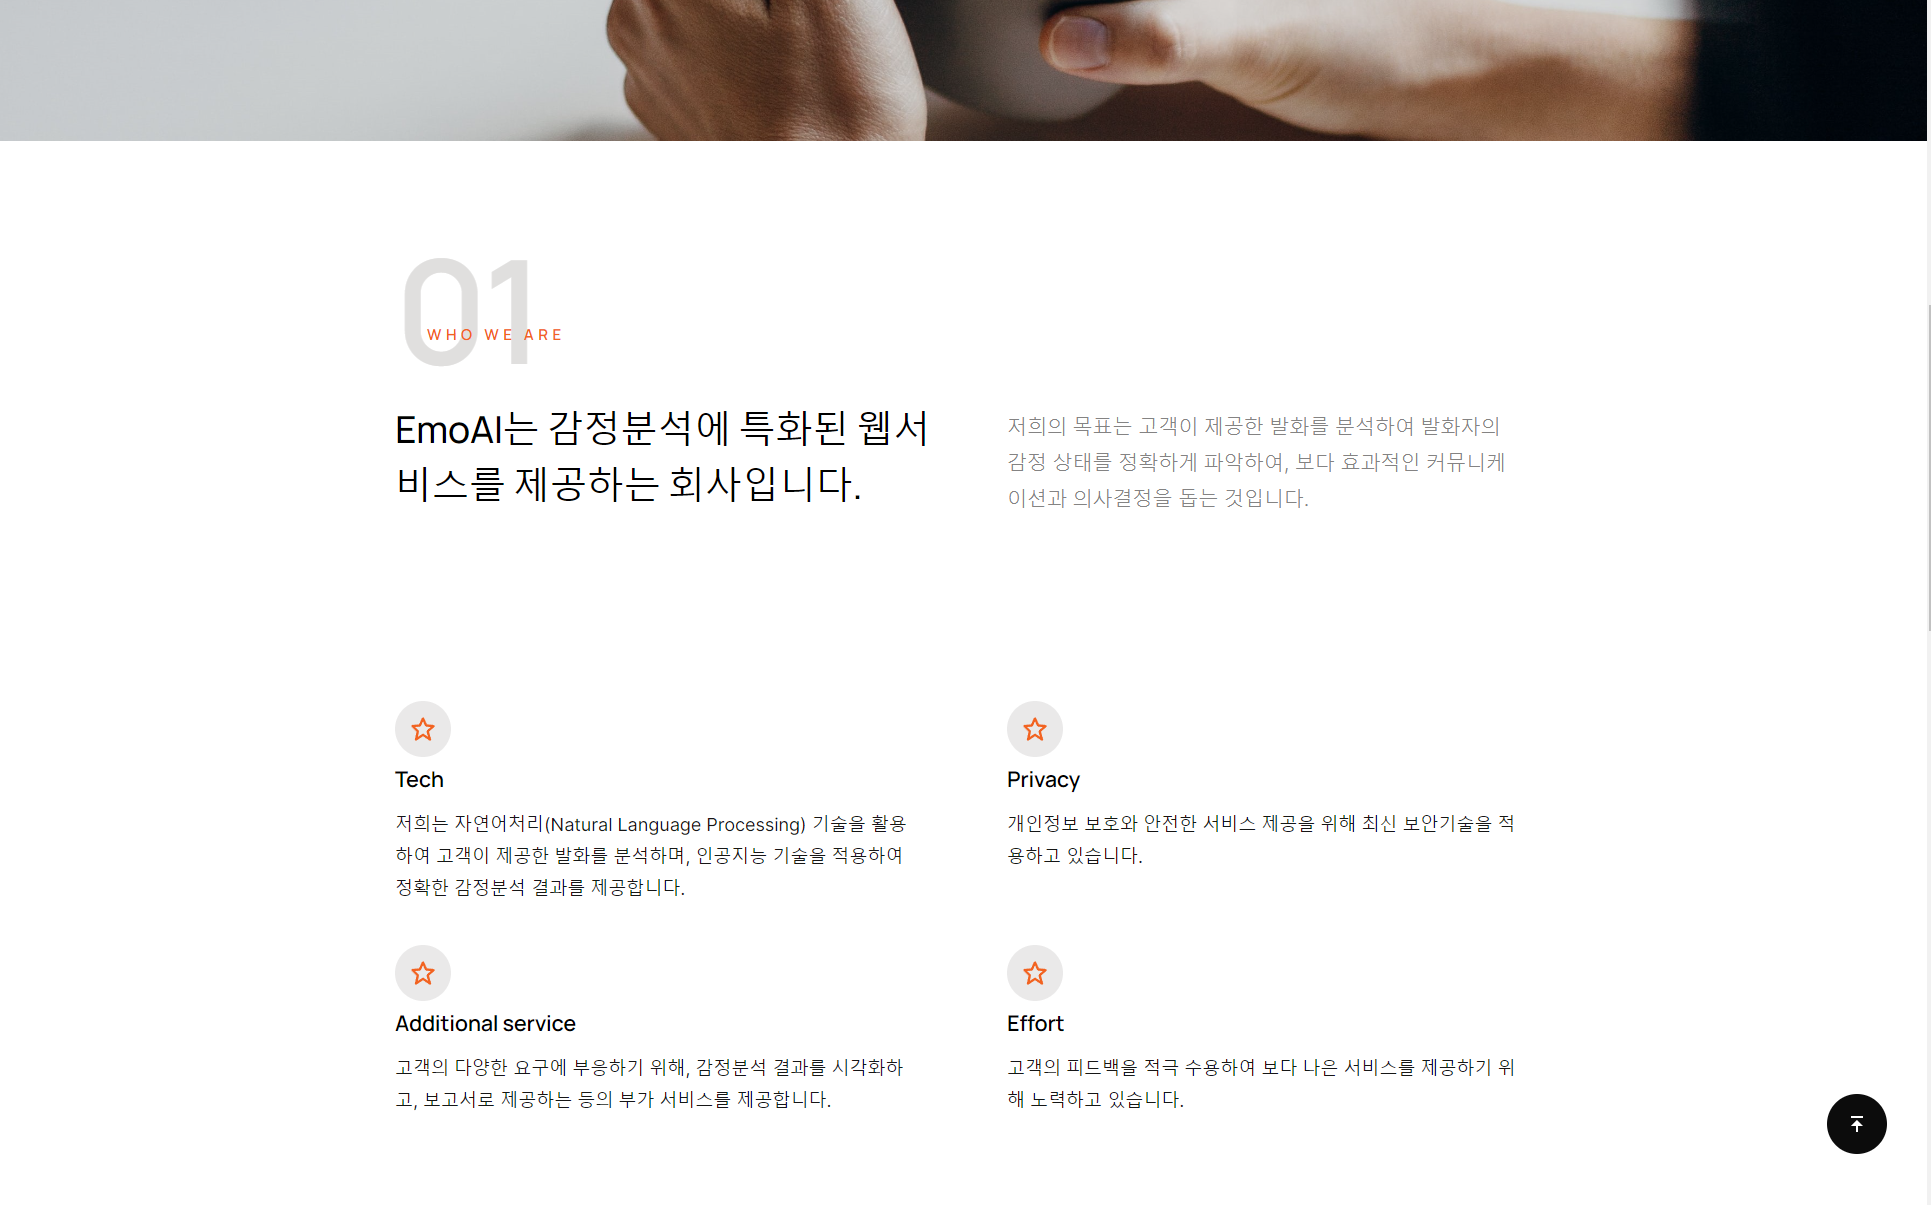 01
WHO WE ARE
EmoAI는 감정분석에 특화된 웹서
비스를 제공하는 회사입니다.
저희의 목표는 고객이 제공한 발화를 분석하여 발화자의
감정 상태를 정확하게 파악하여, 보다 효과적인 커뮤니케
이션과 의사결정을 돕는 것입니다.
Tech
저희는 자연어처리(Natural Language Processing) 기술을 활용
하여 고객이 제공한 발화를 분석하며, 인공지능 기술을 적용하여
정확한 감정분석 결과를 제공합니다.
Privacy
개인정보 보호와 안전한 서비스 제공을 위해 최신 보안기술을 적
용하고 있습니다.
Additional service
고객의 다양한 요구에 부응하기 위해, 감정분석 결과를 시각화하
고, 보고서로 제공하는 등의 부가 서비스를 제공합니다.
Effort
고객의 피드백을 적극 수용하여 보다 나은 서비스를 제공하기 위
해 노력하고 있습니다.